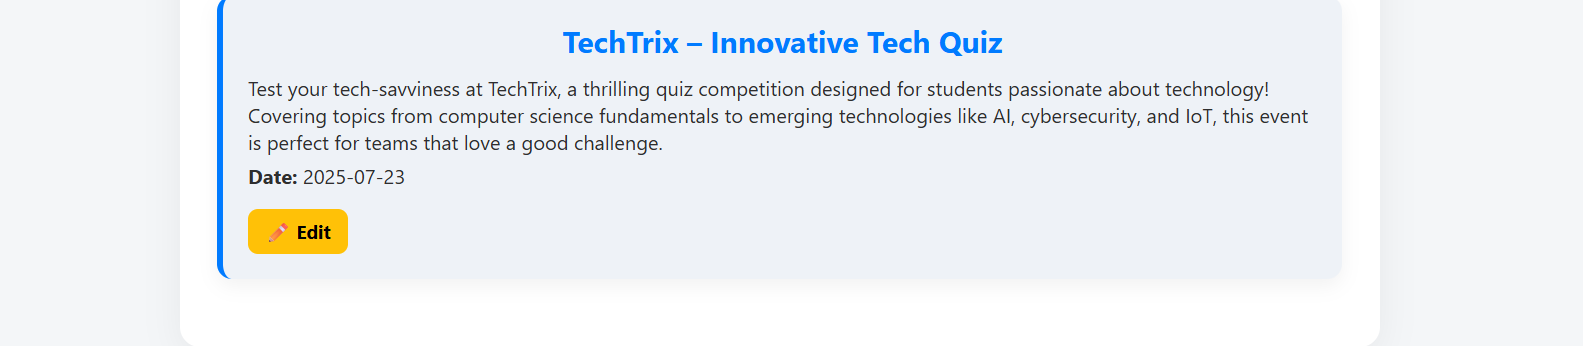 TechTrix – Innovative Tech Quiz
Test your tech-savviness at TechTrix, a thrilling quiz competition designed for students passionate about technology!
Covering topics from computer science fundamentals to emerging technologies like AI, cybersecurity, and IoT, this event
is perfect for teams that love a good challenge.
Date: 2025-07-23
Edit